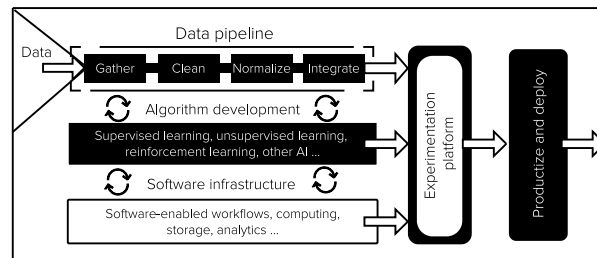 Data pipeline
Data
Gather
Clean
Normalize
Integrate
Algorithm development
Supervised learning, unsupervised learning,
reinforcement learning, other AI ...
Software infrastructure
Software-enabled workflows, computing,
storage, analytics ...
Experimentation
platform
Productize and deploy